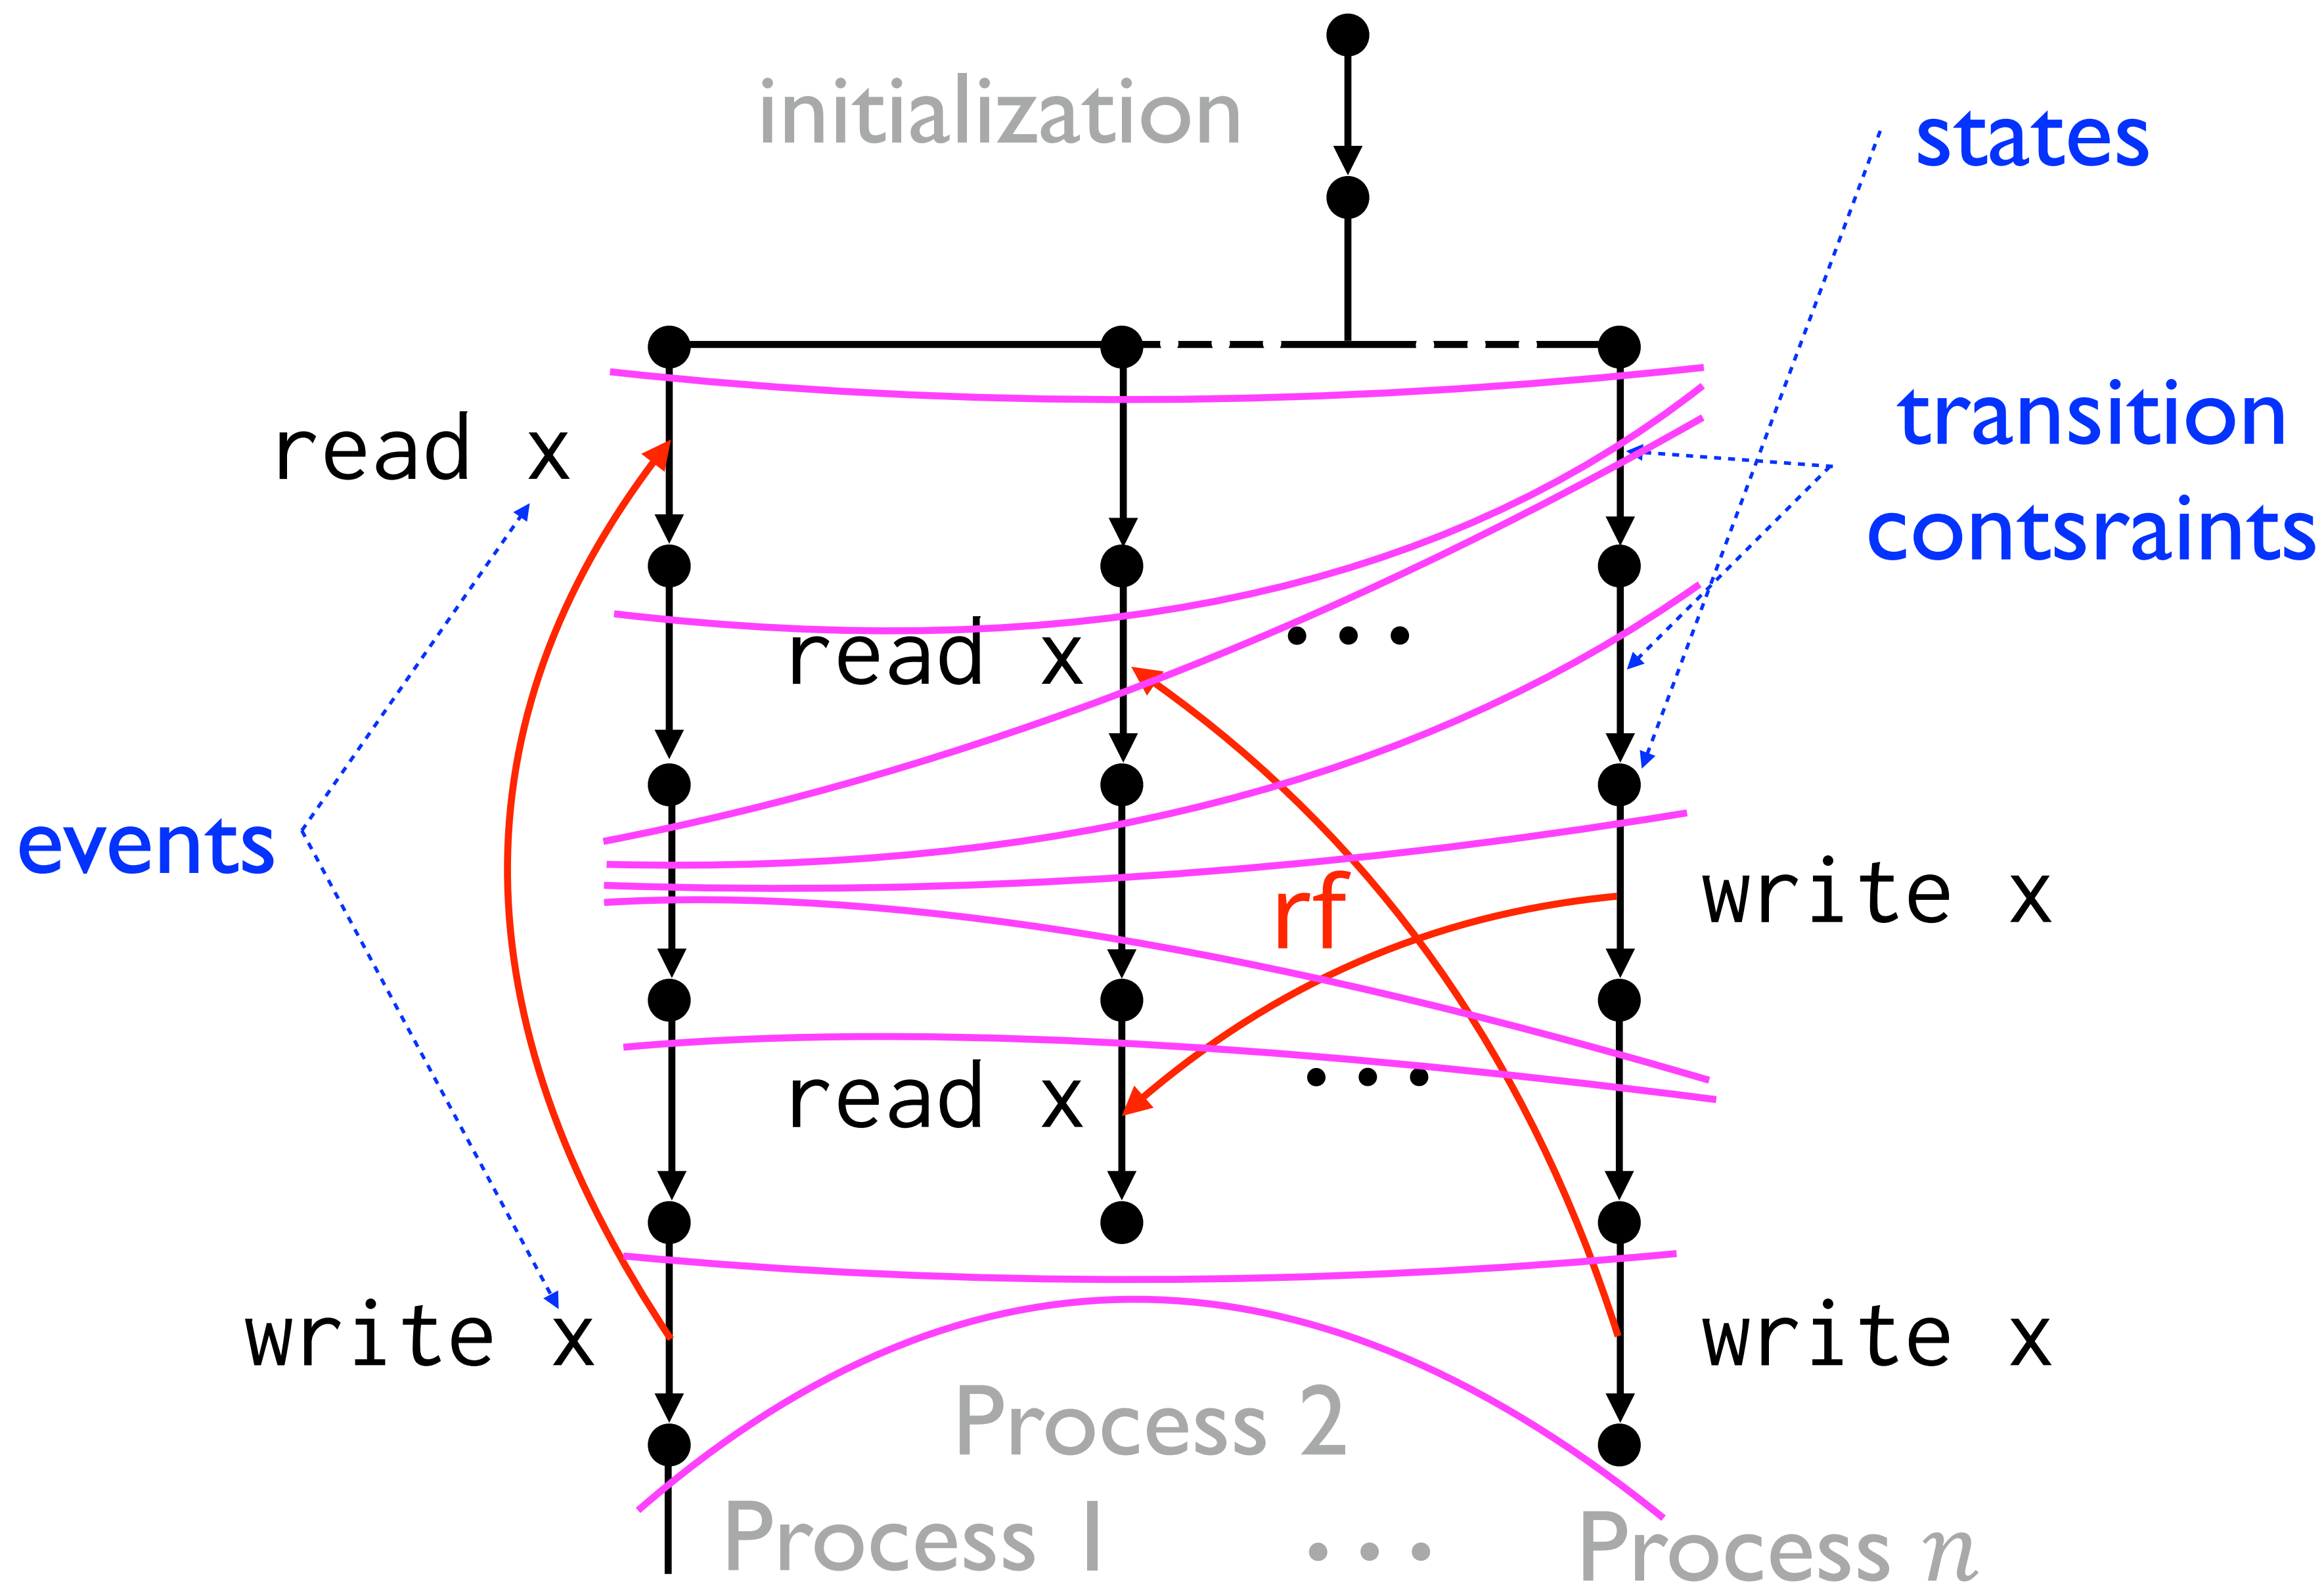 initialization
states
transition
contsraints
read x
read x
events
rf
write x
read x
write x
write x
Process 2
Process 1
Process n